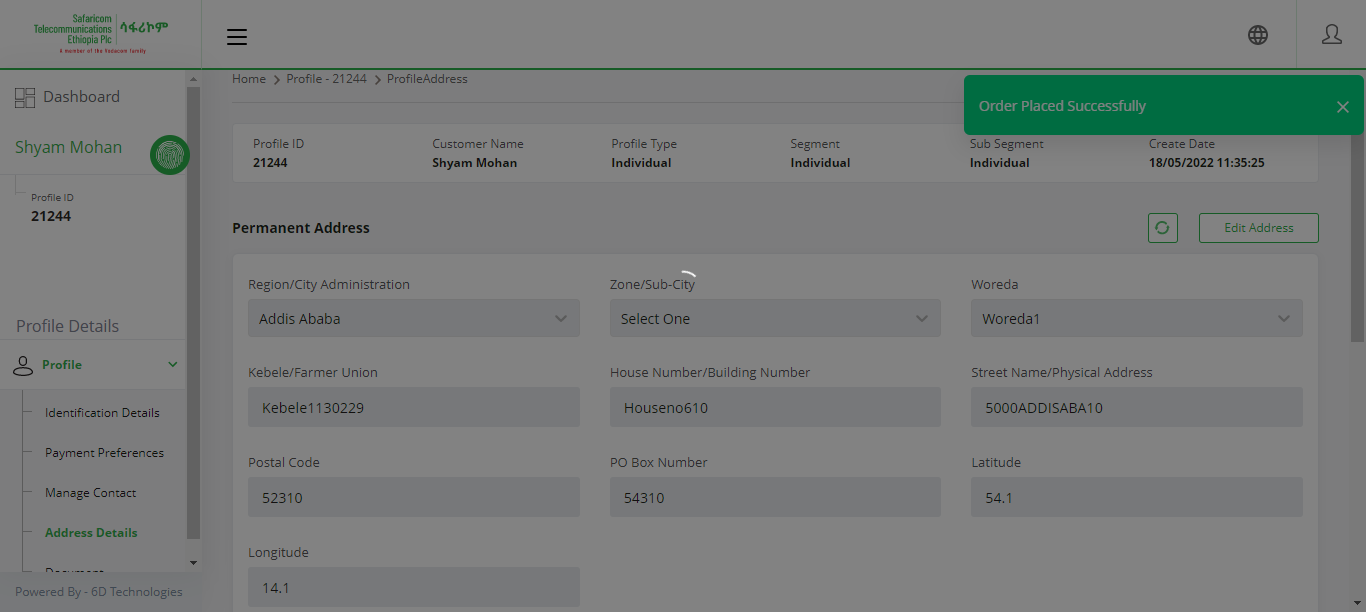 Safaricom
Telecommunications
Ethiopia Plc
ሳፋሪኮም
A member of the Vodacom family
Home > Profile - 21244 > ProfileAddress
Order Placed Successfully
Dashboard
Shyam Mohan
Profile ID
21244
Profile Details
Profile
Identification Details
Payment Preferences
Manage Contact
Address Details
Document
Powered By - 6D Technologies
Profile ID Customer Name Profile Type Segment Sub Segment Create Date
21244 Shyam Mohan Individual Individual Individual 18/05/2022 11:35:25
Permanent Address
Edit Address
Region/City Administration Zone/Sub-City Woreda
Addis Ababa Select One Woreda1
Kebele/Farmer Union House Number/Building Number Street Name/Physical Address
Kebele1130229 Houseno610 5000ADDISABA10
Postal Code PO Box Number Latitude
52310 54310 54.1
Longitude
14.1